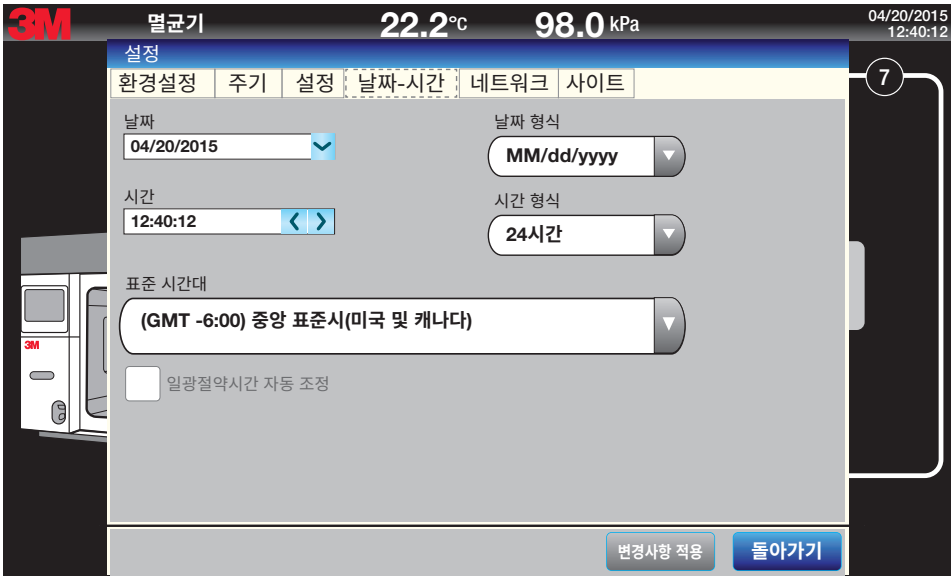 3M 멸균기 22.2°C 98.0 kPa 04/20/2015
12:40:12
설정
환경설정 주기 설정 날짜-시간 네트워크 사이트
7
날짜 날짜 형식
04/20/2015 MM/dd/yyyy
시간 시간 형식
12:40:12 24시간
표준 시간대
(GMT -6:00) 중앙 표준시(미국 및 캐나다)
3M
일광절약시간 자동 조정
변경사항 적용 돌아가기